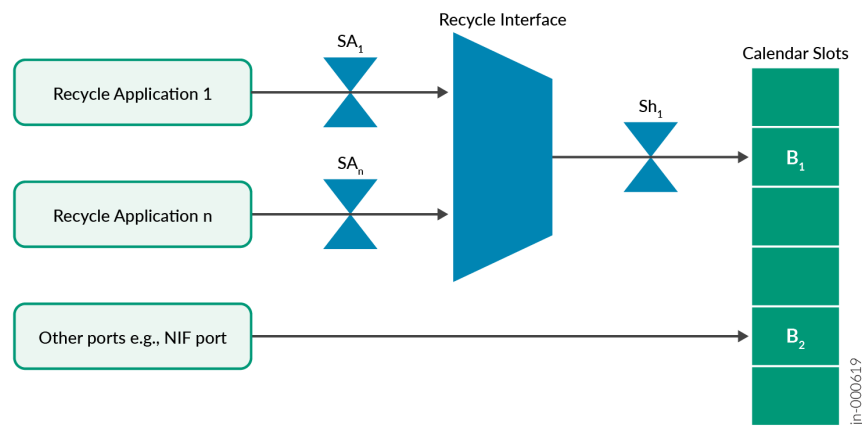 Recycle Interface
SA₁
Calendar Slots
Recycle Application 1
Sh₁
B₁
SAₙ
Recycle Application n
Other ports e.g., NIF port
B₂
jn-000619